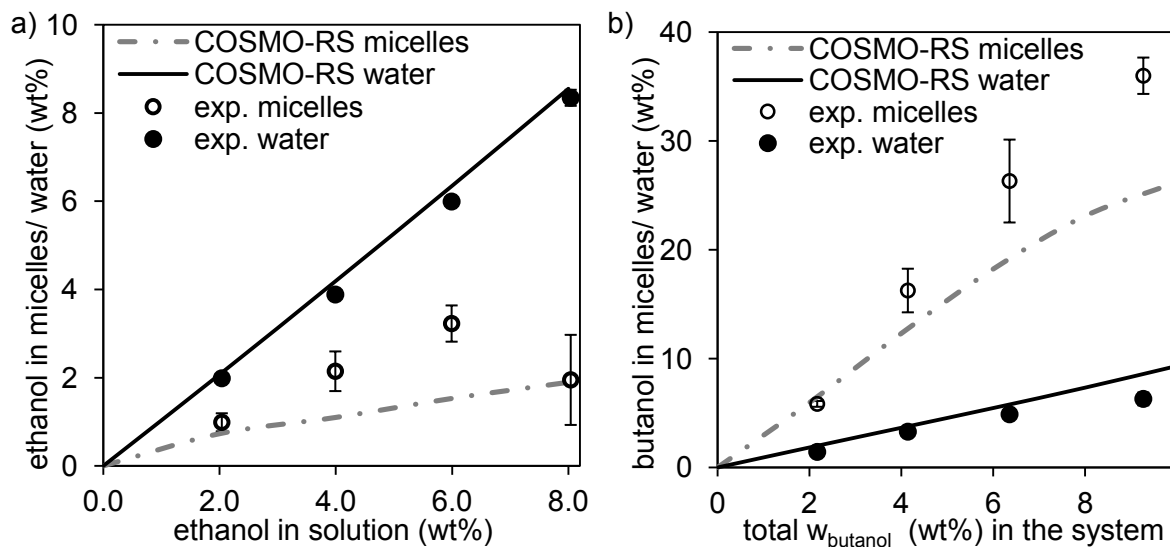 a)
10
8
6
4
2
0
ethanol in micelles/ water (wt%)
COSMO-RS micelles
COSMO-RS water
exp. micelles
exp. water
0.0 2.0 4.0 6.0 8.0
ethanol in solution (wt%)
b)
40
30
20
10
0
butanol in micelles/ water (wt%)
COSMO-RS micelles
COSMO-RS water
exp. micelles
exp. water
0 2 4 6 8
total wbutanol (wt%) in the system